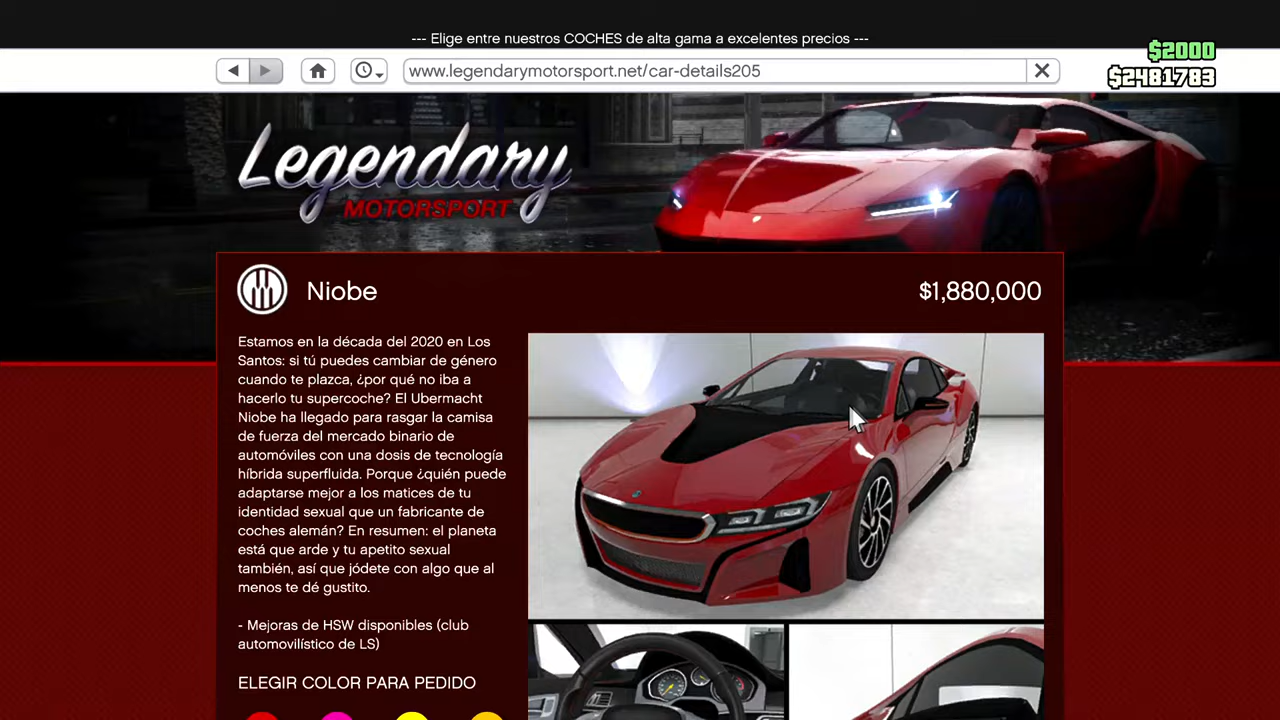 --- Elige entre nuestros COCHES de alta gama a excelentes precios ---
$2000
www.legendarymotorsport.net/car-details205
$2481783
Legendary
MOTORSPORT
Niobe
$1,880,000
Estamos en la década del 2020 en Los
Santos: si tú puedes cambiar de género
cuando te plazca, ¿por qué no iba a
hacerlo tu supercoche? El Ubermacht
Niobe ha llegado para rasgar la camisa
de fuerza del mercado binario de
automóviles con una dosis de tecnología
híbrida superfluida. Porque ¿quién puede
adaptarse mejor a los matices de tu
identidad sexual que un fabricante de
coches alemán? En resumen: el planeta
está que arde y tu apetito sexual
también, así que jódete con algo que al
menos te dé gustito.
- Mejoras de HSW disponibles (club
automovilístico de LS)
ELEGIR COLOR PARA PEDIDO